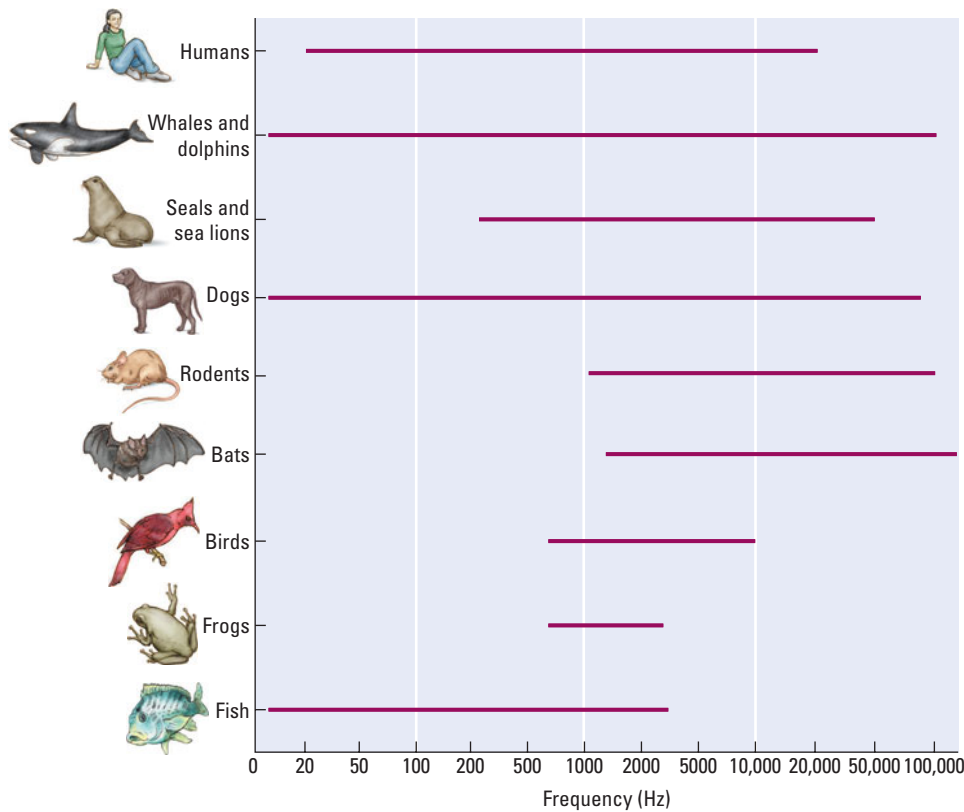 Humans
Whales and
dolphins
Seals and
sea lions
Dogs
Rodents
Bats
Birds
Frogs
Fish
0 20 50 100 200 500 1000 2000 5000 10,000 20,000 50,000 100,000
Frequency (Hz)